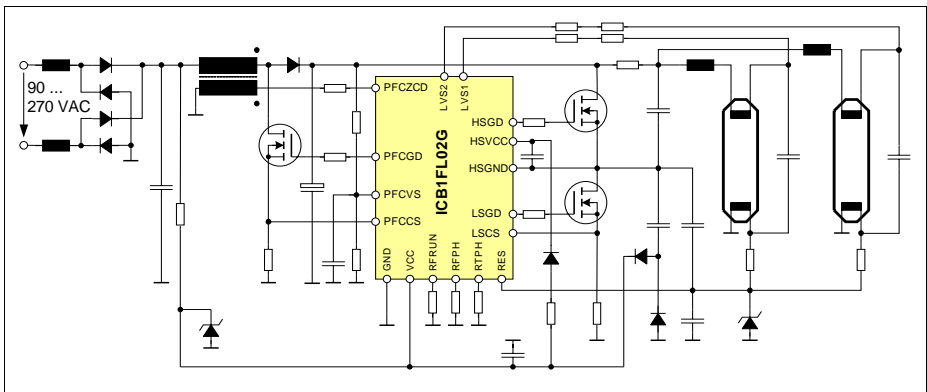 90 ...
270 VAC
ICB1FL02G
PFCZCD
PFCGD
PFCVS
PFCCS
LVS2
LVS1
HSGD
HSVCC
HSGND
LSGD
LSCS
GND
VCC
RFRUN
RFPH
RTPH
RES